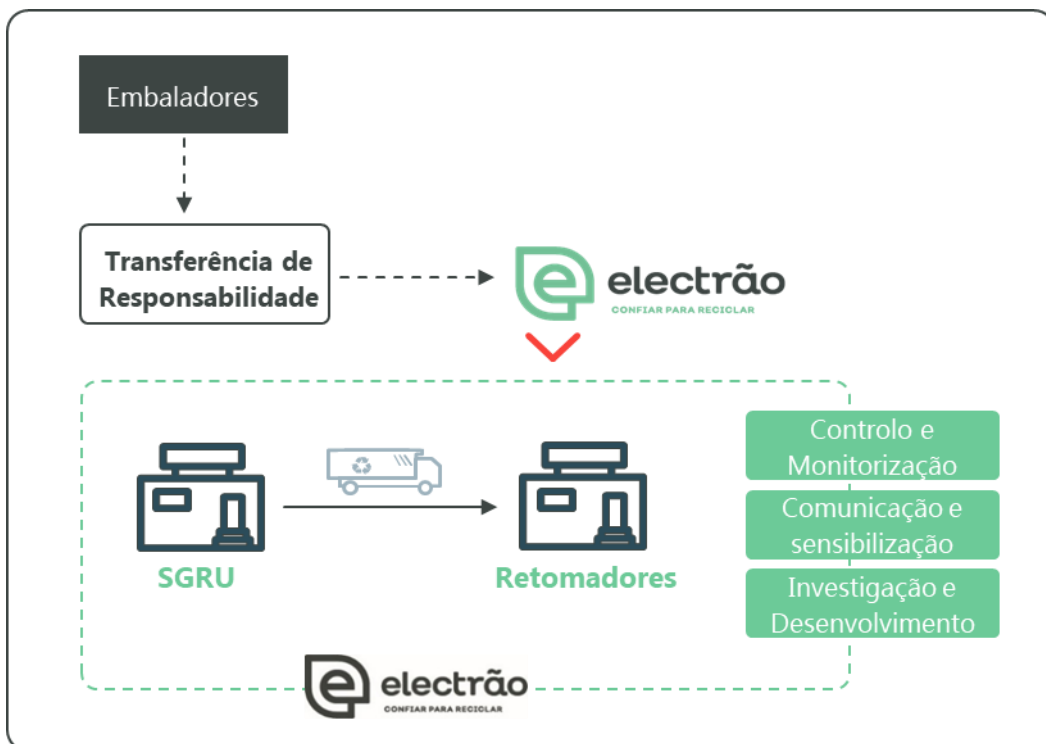 Embaladores
Transferência de
Responsabilidade
electrão
CONFIAR PARA RECICLAR
Controlo e
Monitorização
Comunicação e
sensibilização
Investigação e
Desenvolvimento
SGRU
Retomadores
electrão
CONFIAR PARA RECICLAR